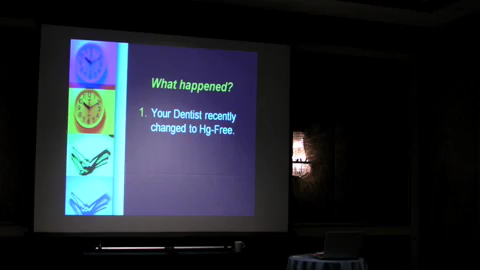 What happened?
1. Your Dentist recently
changed to Hg-Free.